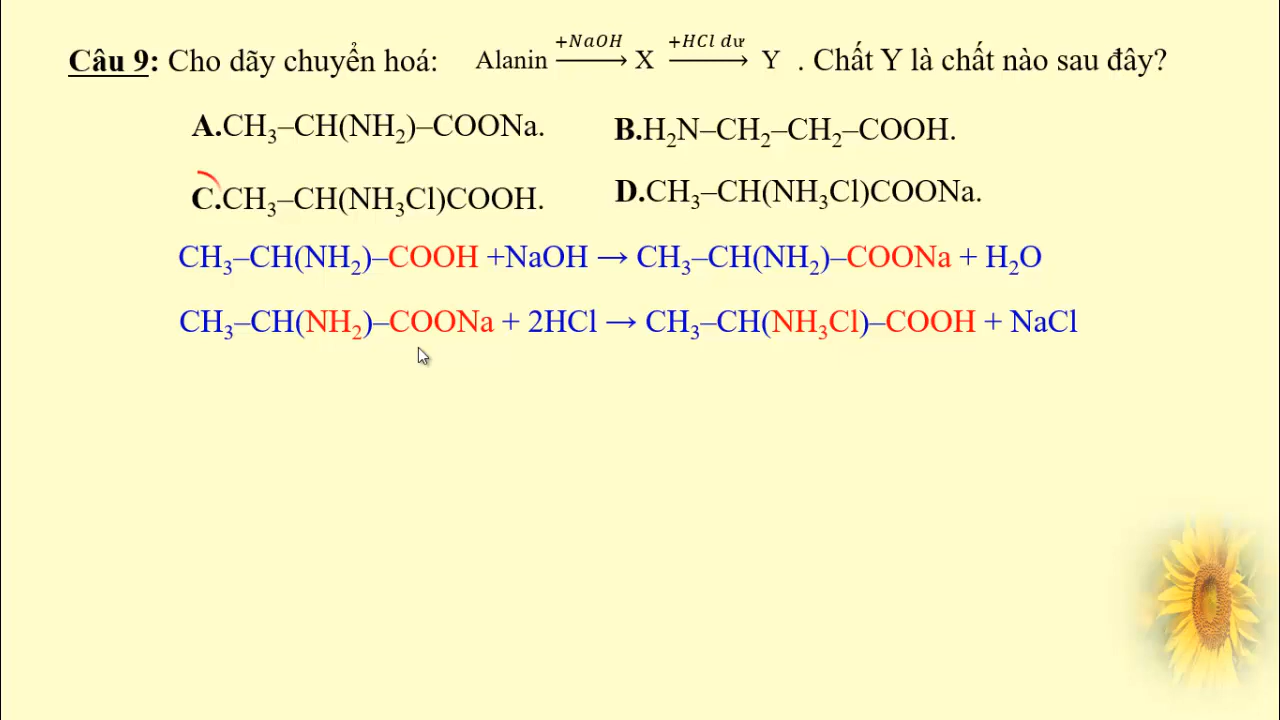 Câu 9: Cho dãy chuyển hoá: Alanin $\xrightarrow{+NaOH}$ X $\xrightarrow{+HCl\ dư}$ Y . Chất Y là chất nào sau đây?
A.CH₃–CH(NH₂)–COONa. B.H₂N–CH₂–CH₂–COOH.
C.CH₃–CH(NH₃Cl)COOH. D.CH₃–CH(NH₃Cl)COONa.
CH₃–CH(NH₂)–COOH +NaOH → CH₃–CH(NH₂)–COONa + H₂O
CH₃–CH(NH₂)–COONa + 2HCl → CH₃–CH(NH₃Cl)–COOH + NaCl